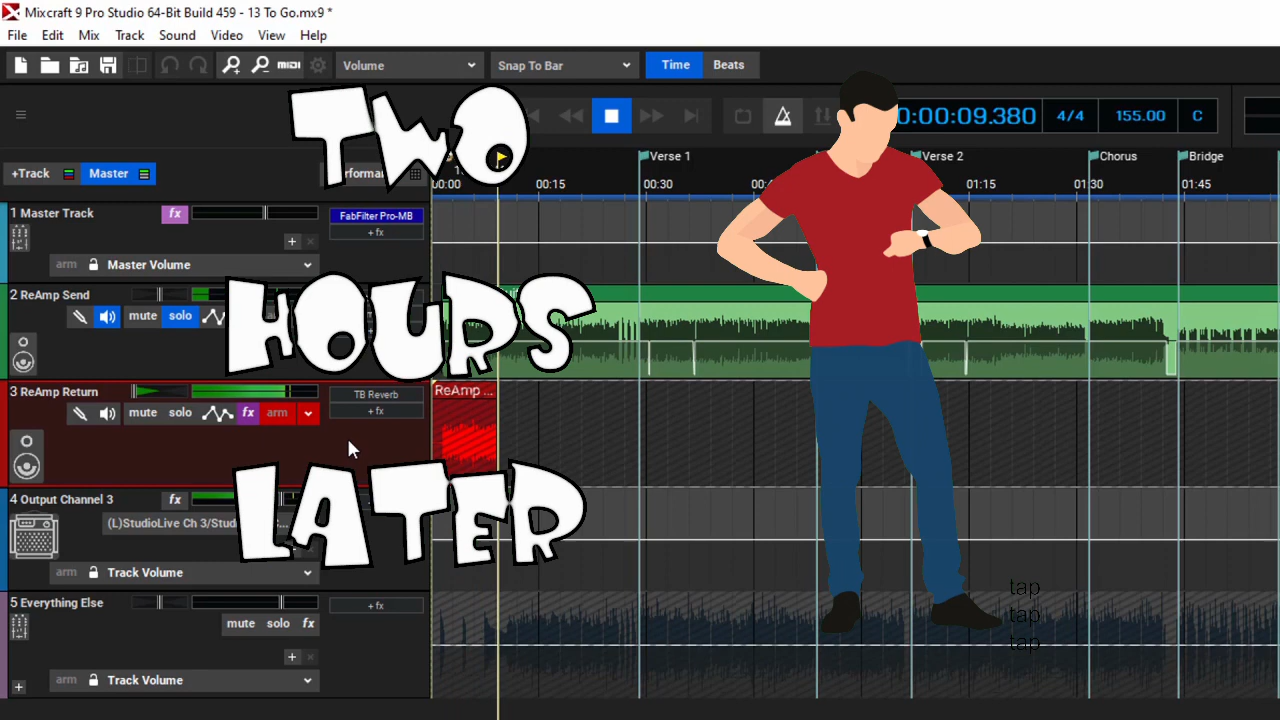 Mixcraft 9 Pro Studio 64-Bit Build 459 - 13 To Go.mx9 *
File Edit Mix Track Sound Video View Help
MIDI Volume Snap To Bar Time Beats
0:00:09.380 4/4 155.00 C
TWO
Verse 1 Verse 2 Chorus Bridge
+Track Master
00:00 00:15 00:30 01:15 01:30 01:45
1 Master Track fx FabFilter Pro-MB
+ fx
arm Master Volume
2 ReAmp Send
mute solo
HOURS
3 ReAmp Return TB Reverb ReAmp ...
mute solo fx arm + fx
LATER
4 Output Channel 3 fx
(L)StudioLive Ch 3/Stud
arm Track Volume
5 Everything Else + fx
mute solo fx
arm Track Volume
tap
tap
tap